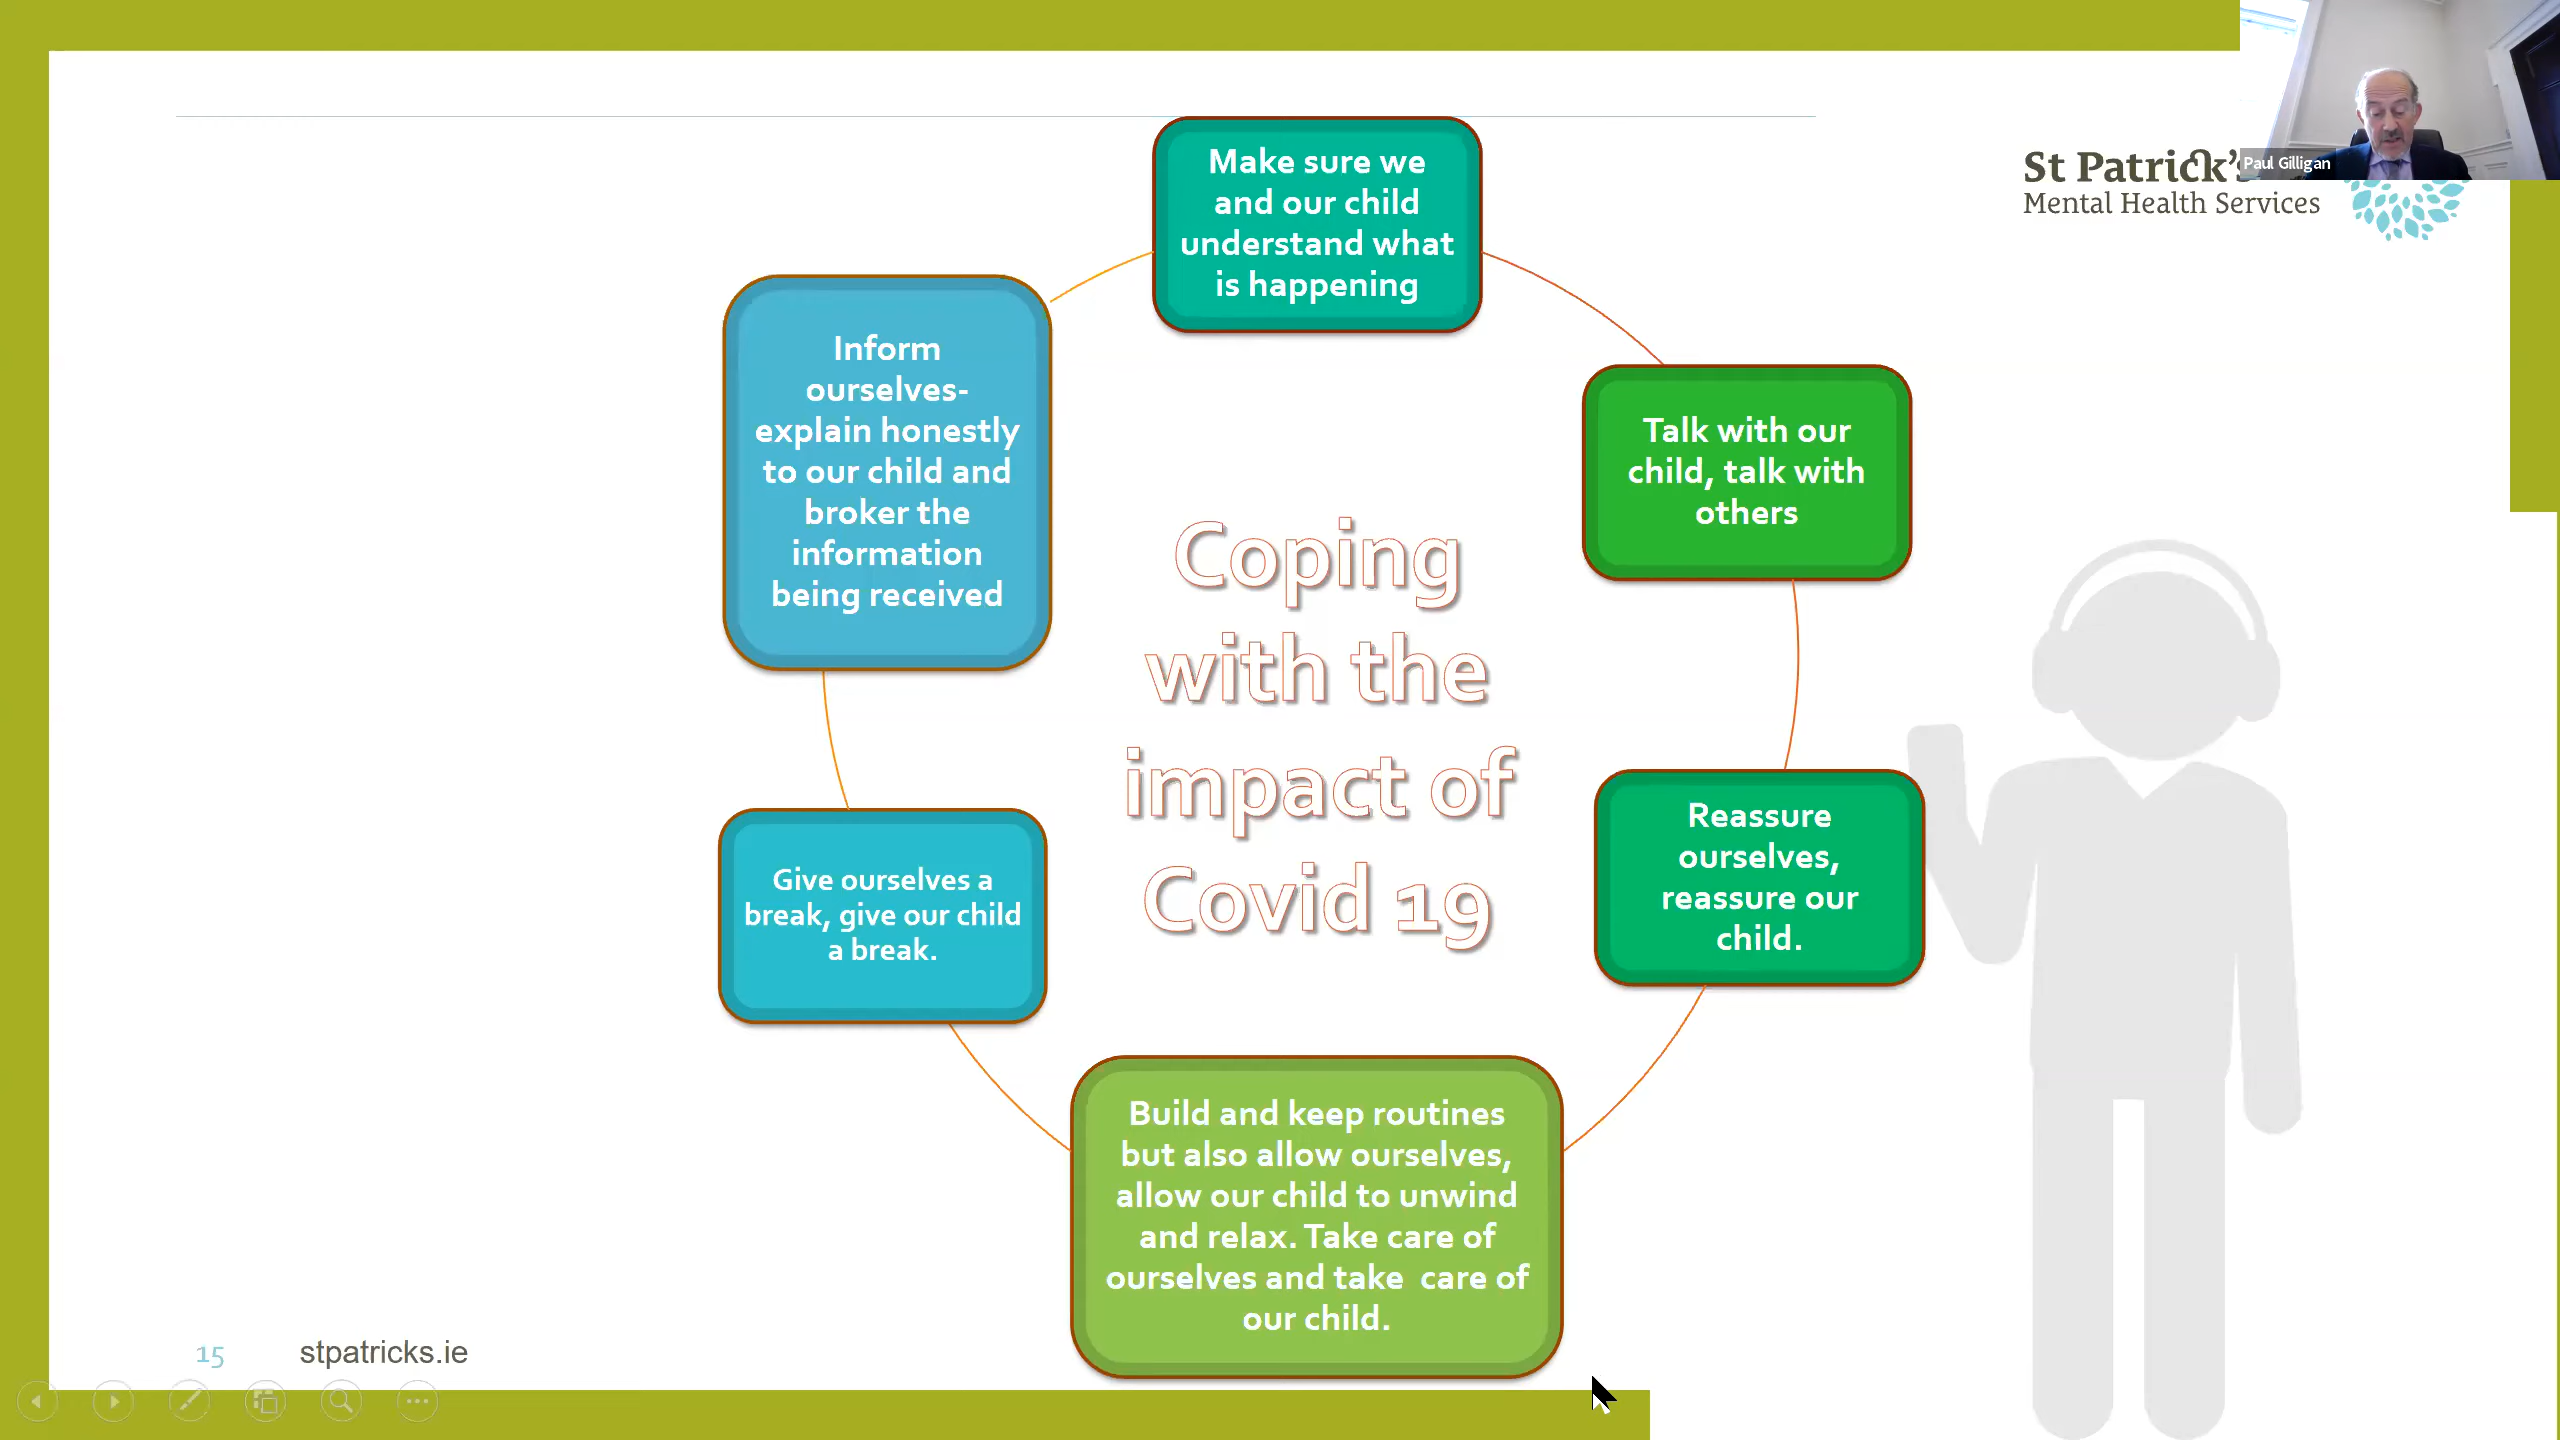 Make sure we
and our child
understand what
is happening
Talk with our
child, talk with
others
Reassure
ourselves,
reassure our
child.
Build and keep routines
but also allow ourselves,
allow our child to unwind
and relax. Take care of
ourselves and take  care of
our child.
Give ourselves a
break, give our child
a break.
Inform
ourselves-
explain honestly
to our child and
broker the
information
being received
Coping
with the
impact of
Covid 19
St Patrick's
Mental Health Services
Paul Gilligan
15
stpatricks.ie